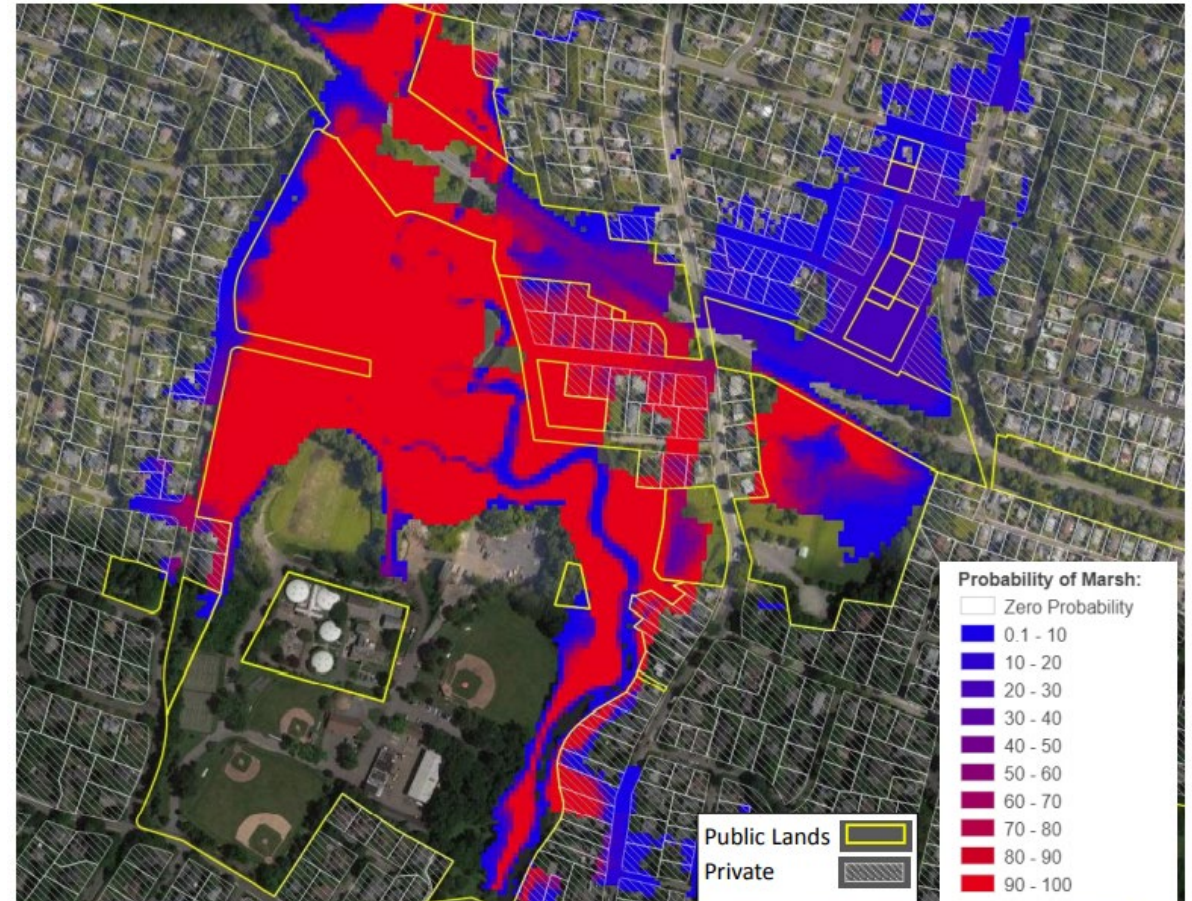 Probability of Marsh:
Zero Probability
0.1 - 10
10 - 20
20 - 30
30 - 40
40 - 50
50 - 60
60 - 70
70 - 80
80 - 90
90 - 100
Public Lands
Private